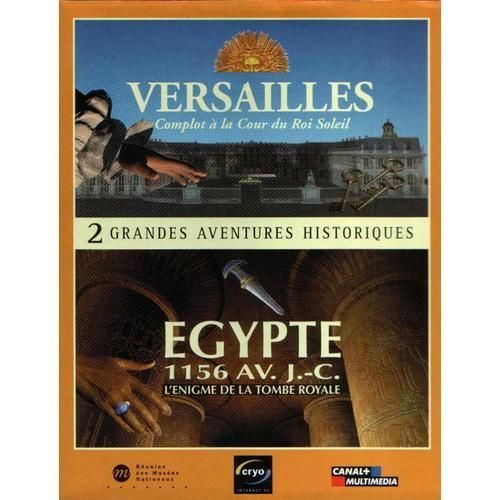 VERSAILLES
Complot à la Cour du Roi Soleil
2 GRANDES AVENTURES HISTORIQUES
EGYPTE
1156 AV. J.-C.
L'ENIGME DE LA TOMBE ROYALE
m
Réunion
des Musées
Nationaux
cryo
INTERACTIVE
CANAL+
MULTIMEDIA